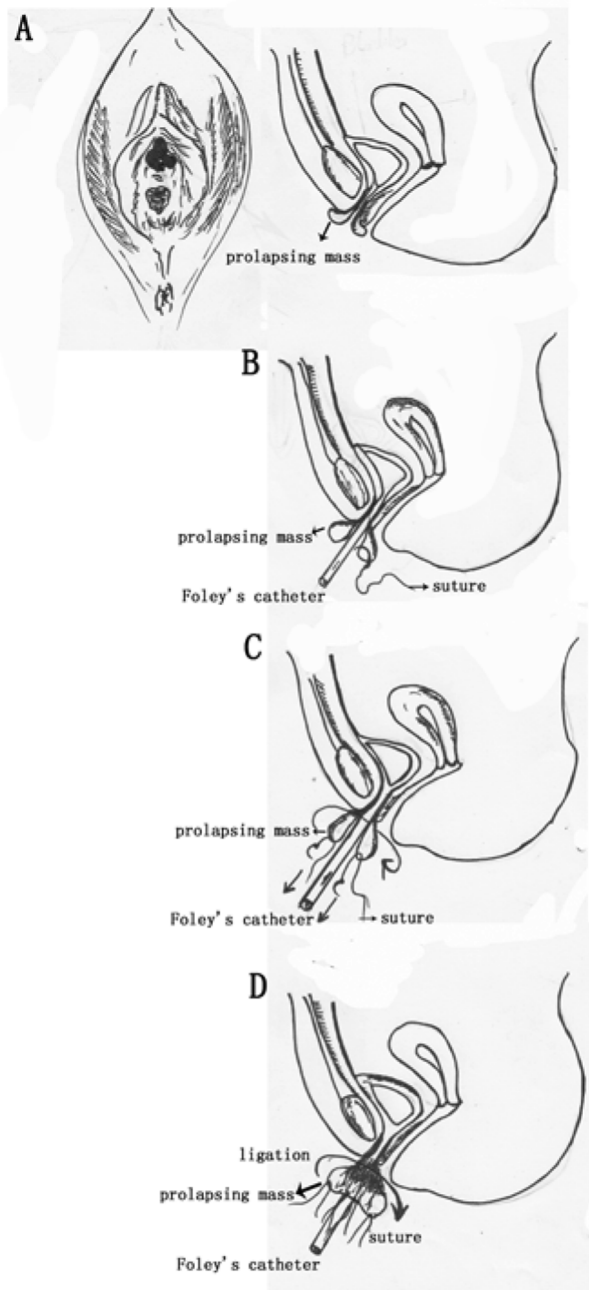 A
prolapsing mass
B
prolapsing mass
Foley's catheter
suture
C
prolapsing mass
Foley's catheter
suture
D
ligation
prolapsing mass
suture
Foley's catheter